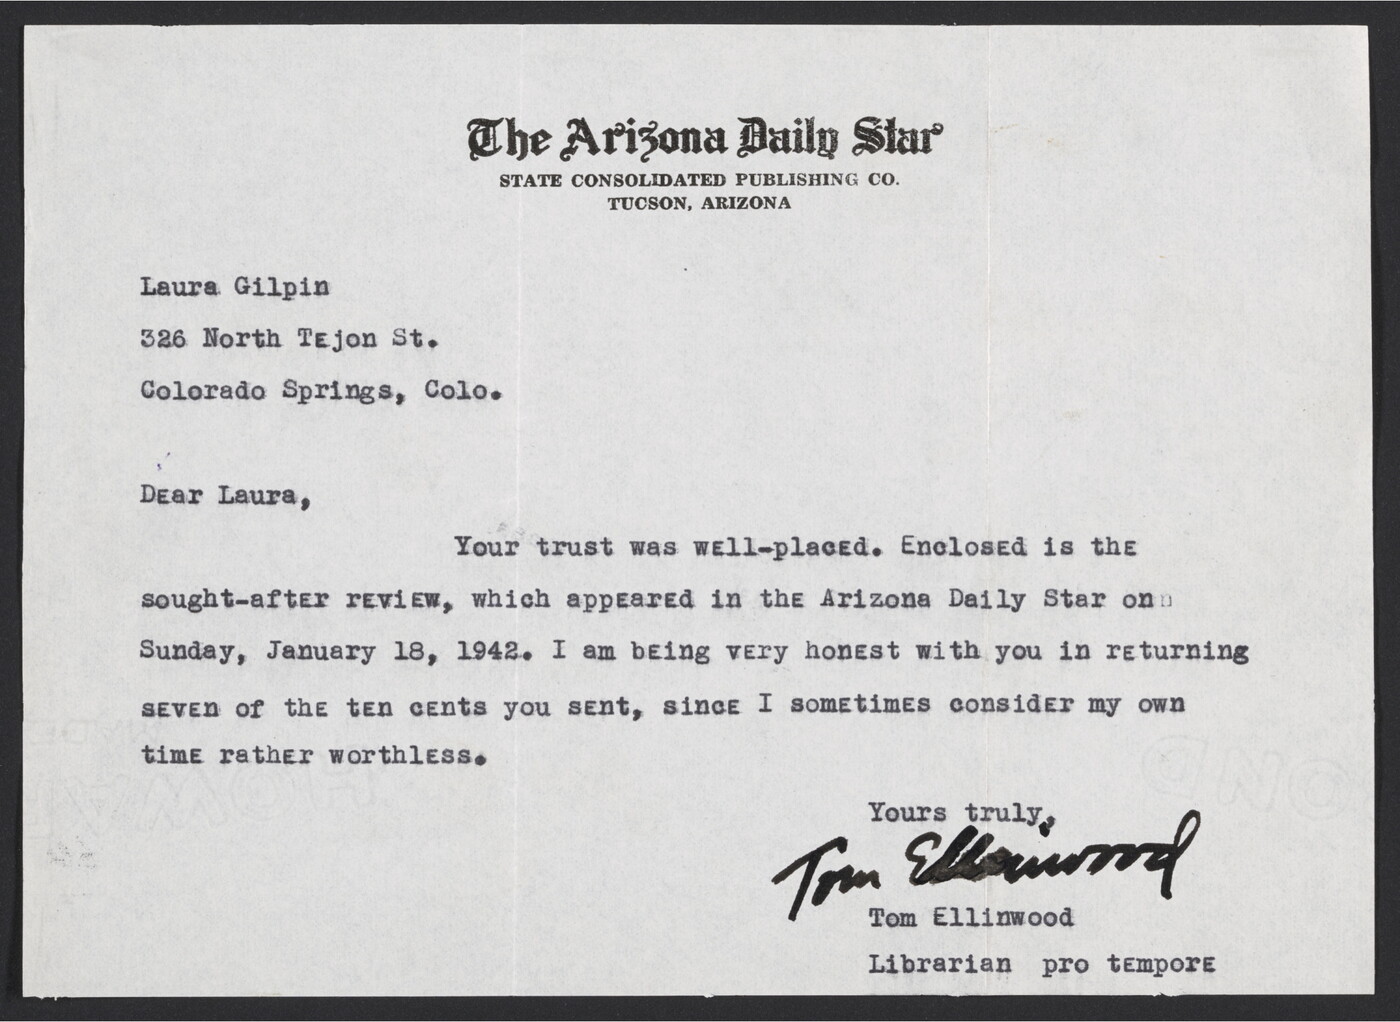 The Arizona Daily Star
STATE CONSOLIDATED PUBLISHING CO.
TUCSON, ARIZONA
Laura Gilpin
326 North Tejon St.
Colorado Springs, Colo.
Dear Laura,
Your trust was well-placed. Enclosed is the
sought-after review, which appeared in the Arizona Daily Star on
Sunday, January 18, 1942. I am being very honest with you in returning
seven of the ten cents you sent, since I sometimes consider my own
time rather worthless.
Yours truly,
Tom Ellinwood
Tom Ellinwood
Librarian pro tempore